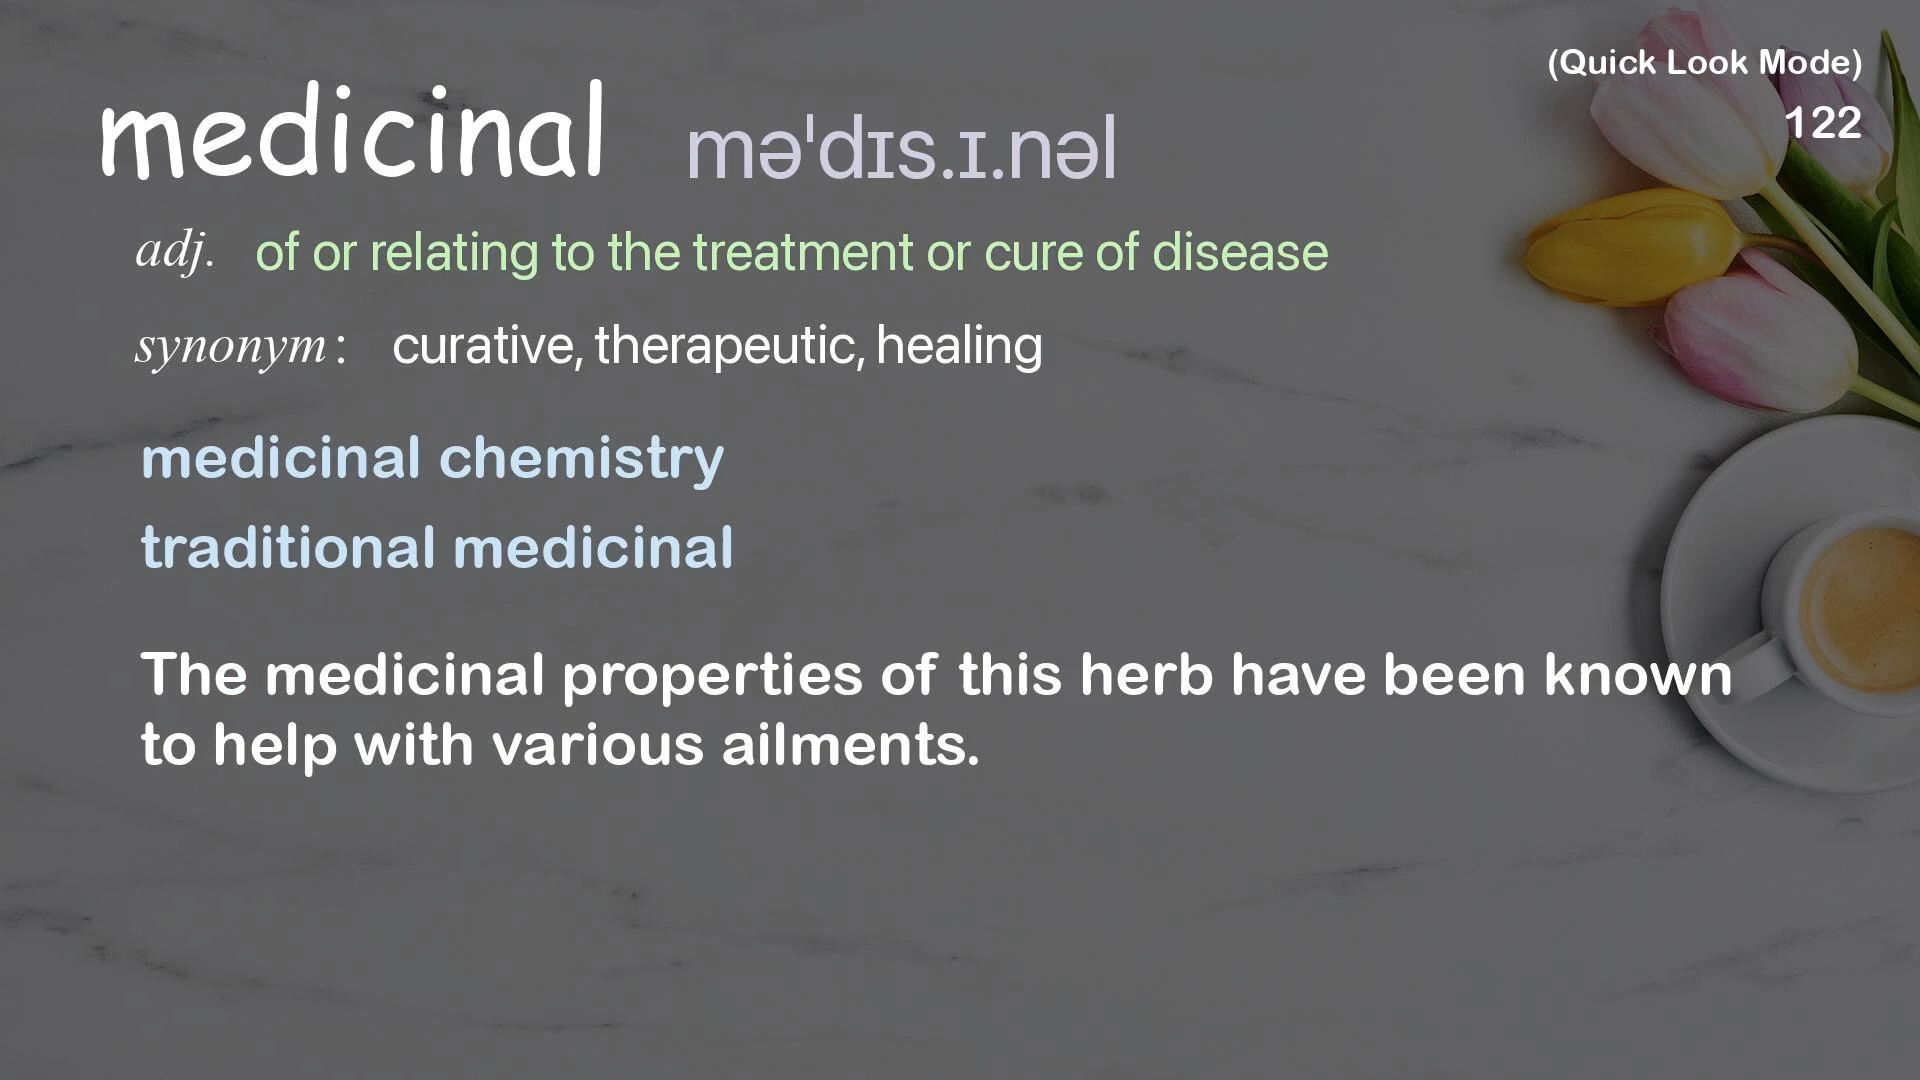 (Quick Look Mode)
122
medicinal məˈdɪs.ɪ.nəl
adj. of or relating to the treatment or cure of disease
synonym: curative, therapeutic, healing
medicinal chemistry
traditional medicinal
The medicinal properties of this herb have been known
to help with various ailments.